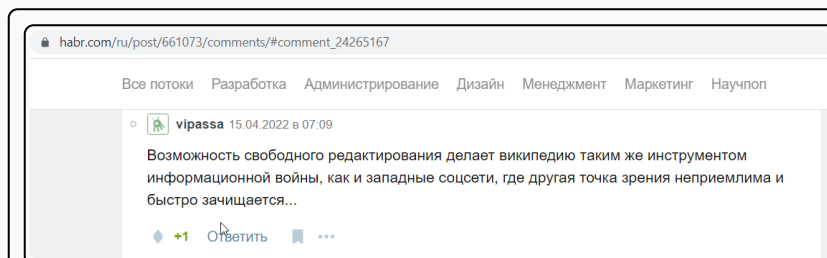 habr.com/ru/post/661073/comments/#comment_24265167
Все потоки Разработка Администрирование Дизайн Менеджмент Маркетинг Научпоп
vipassa 15.04.2022 в 07:09
Возможность свободного редактирования делает википедию таким же инструментом
информационной войны, как и западные соцсети, где другая точка зрения неприемлима и
быстро зачищается...
+1 Ответить